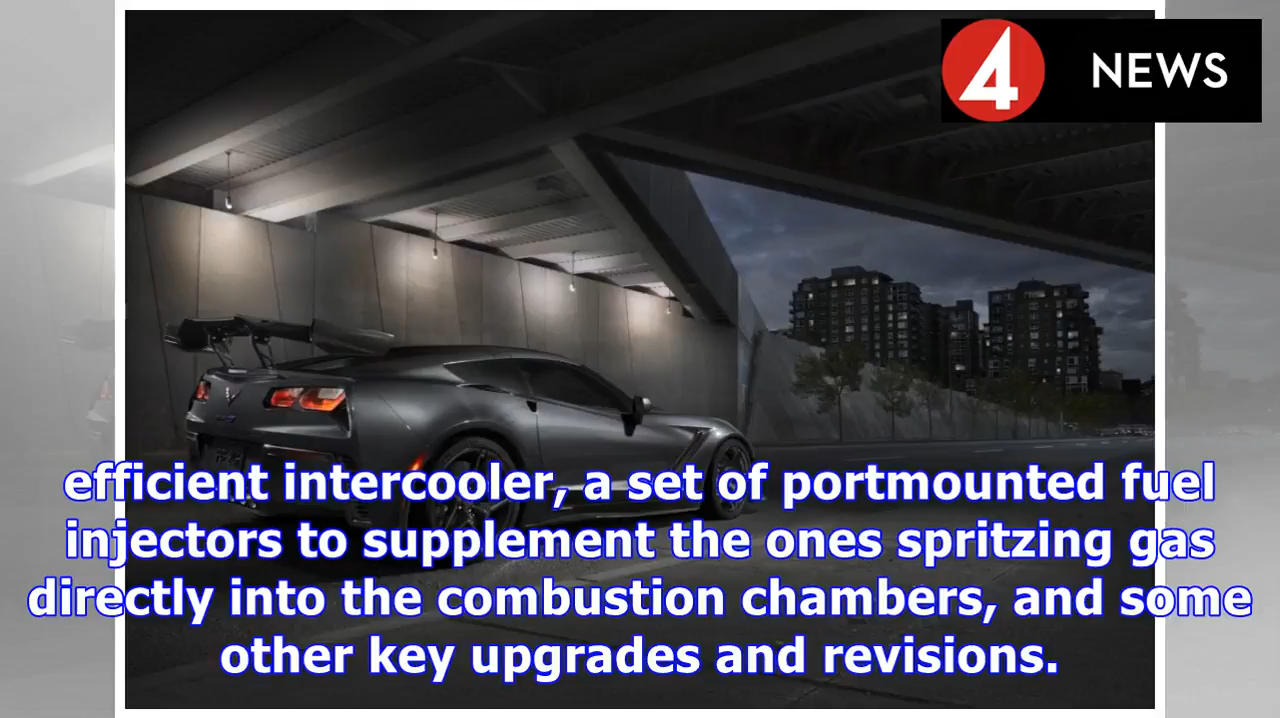 4 NEWS
efficient intercooler, a set of portmounted fuel
injectors to supplement the ones spritzing gas
directly into the combustion chambers, and some
other key upgrades and revisions.